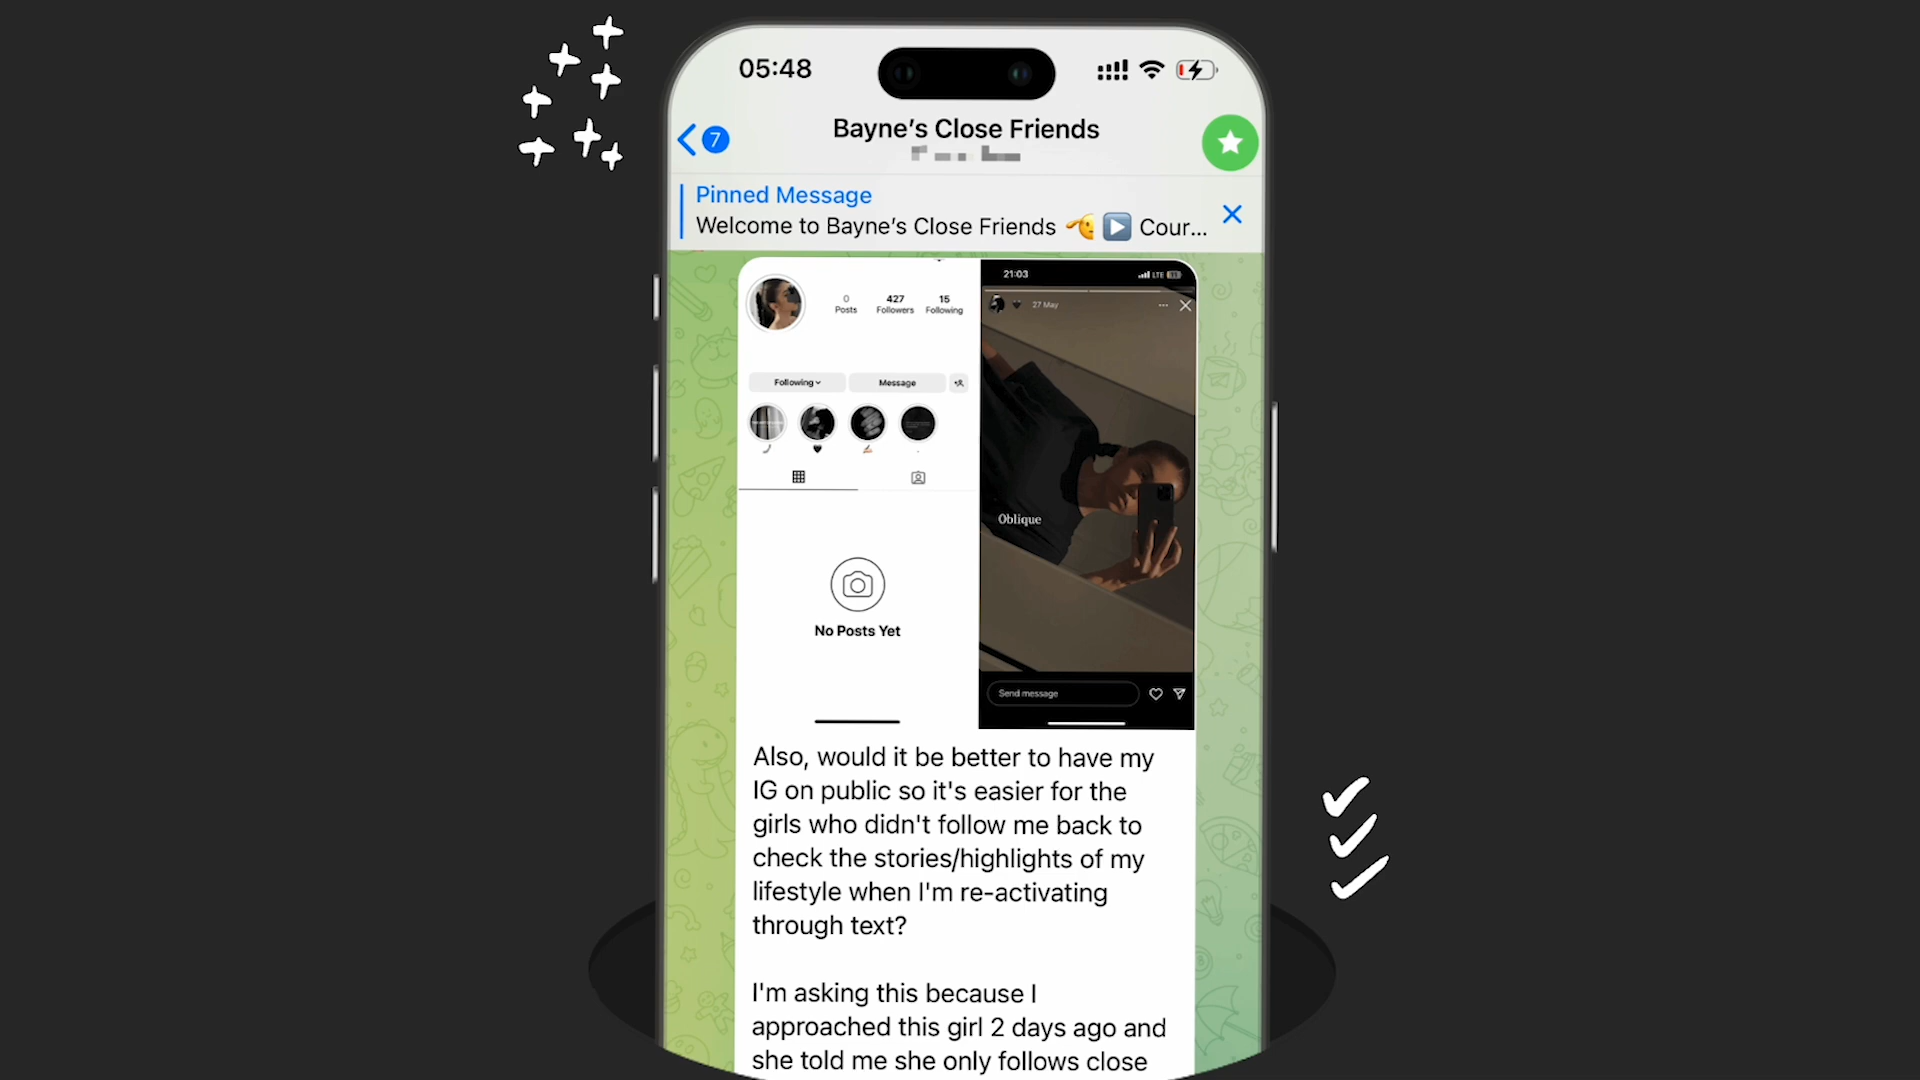 05:48
7
Bayne's Close Friends
Pinned Message
Welcome to Bayne's Close Friends 🫡 ▶️ Cour...
0 427 15
Posts Followers Following
Following Message
No Posts Yet
21:03
LTE
27 May
Oblique
Send message
Also, would it be better to have my
IG on public so it's easier for the
girls who didn't follow me back to
check the stories/highlights of my
lifestyle when I'm re-activating
through text?
I'm asking this because I
approached this girl 2 days ago and
she told me she only follows close